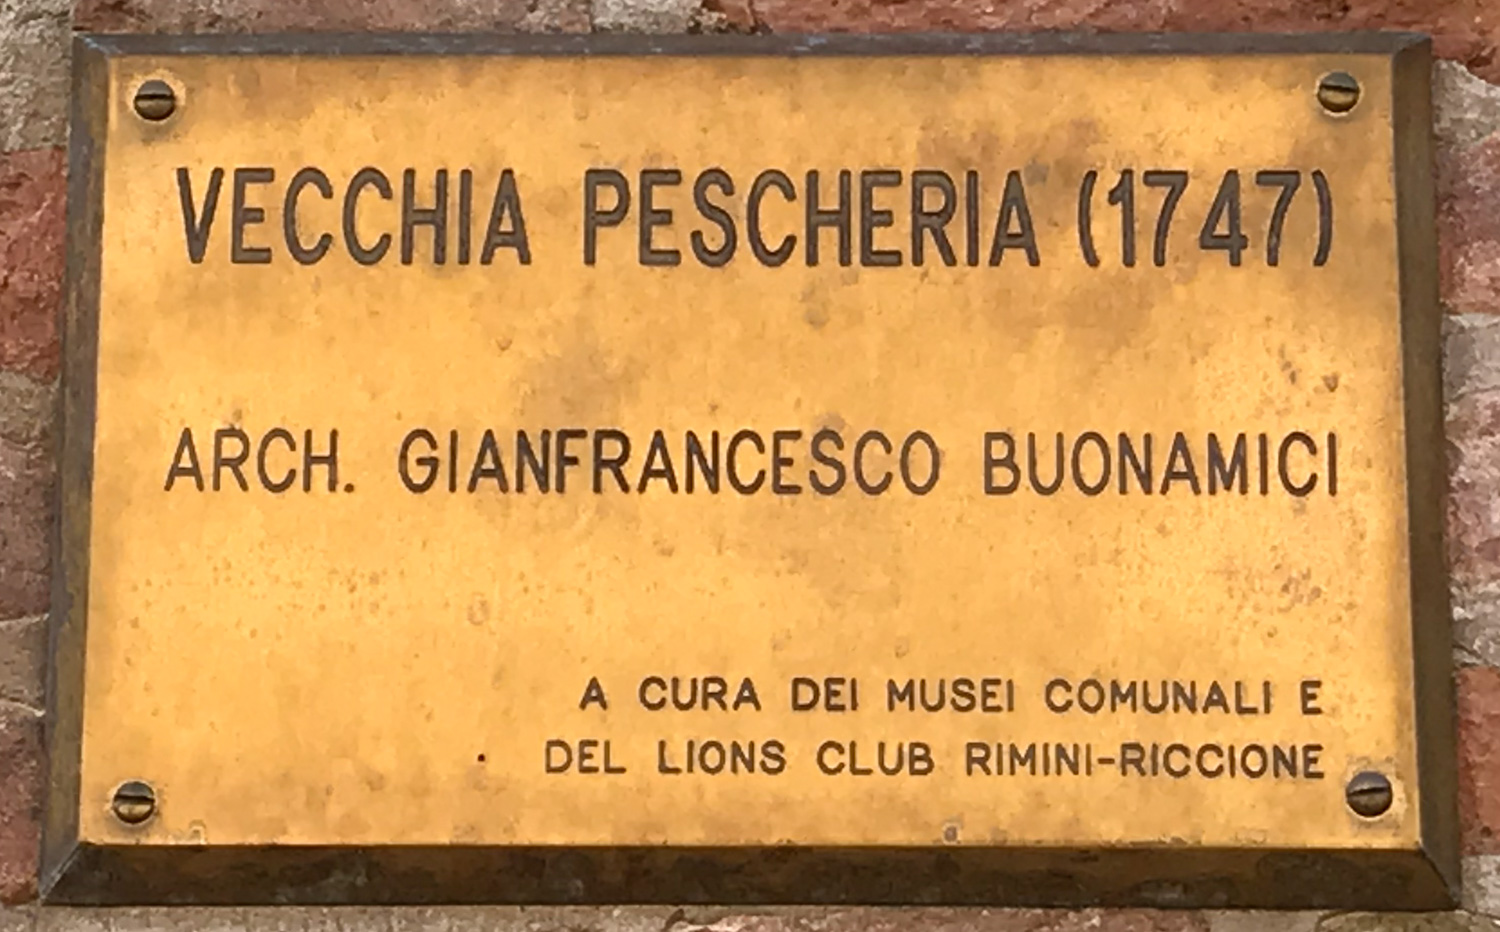 VECCHIA PESCHERIA (1747)
ARCH. GIANFRANCESCO BUONAMICI
A CURA DEI MUSEI COMUNALI E
DEL LIONS CLUB RIMINI-RICCIONE